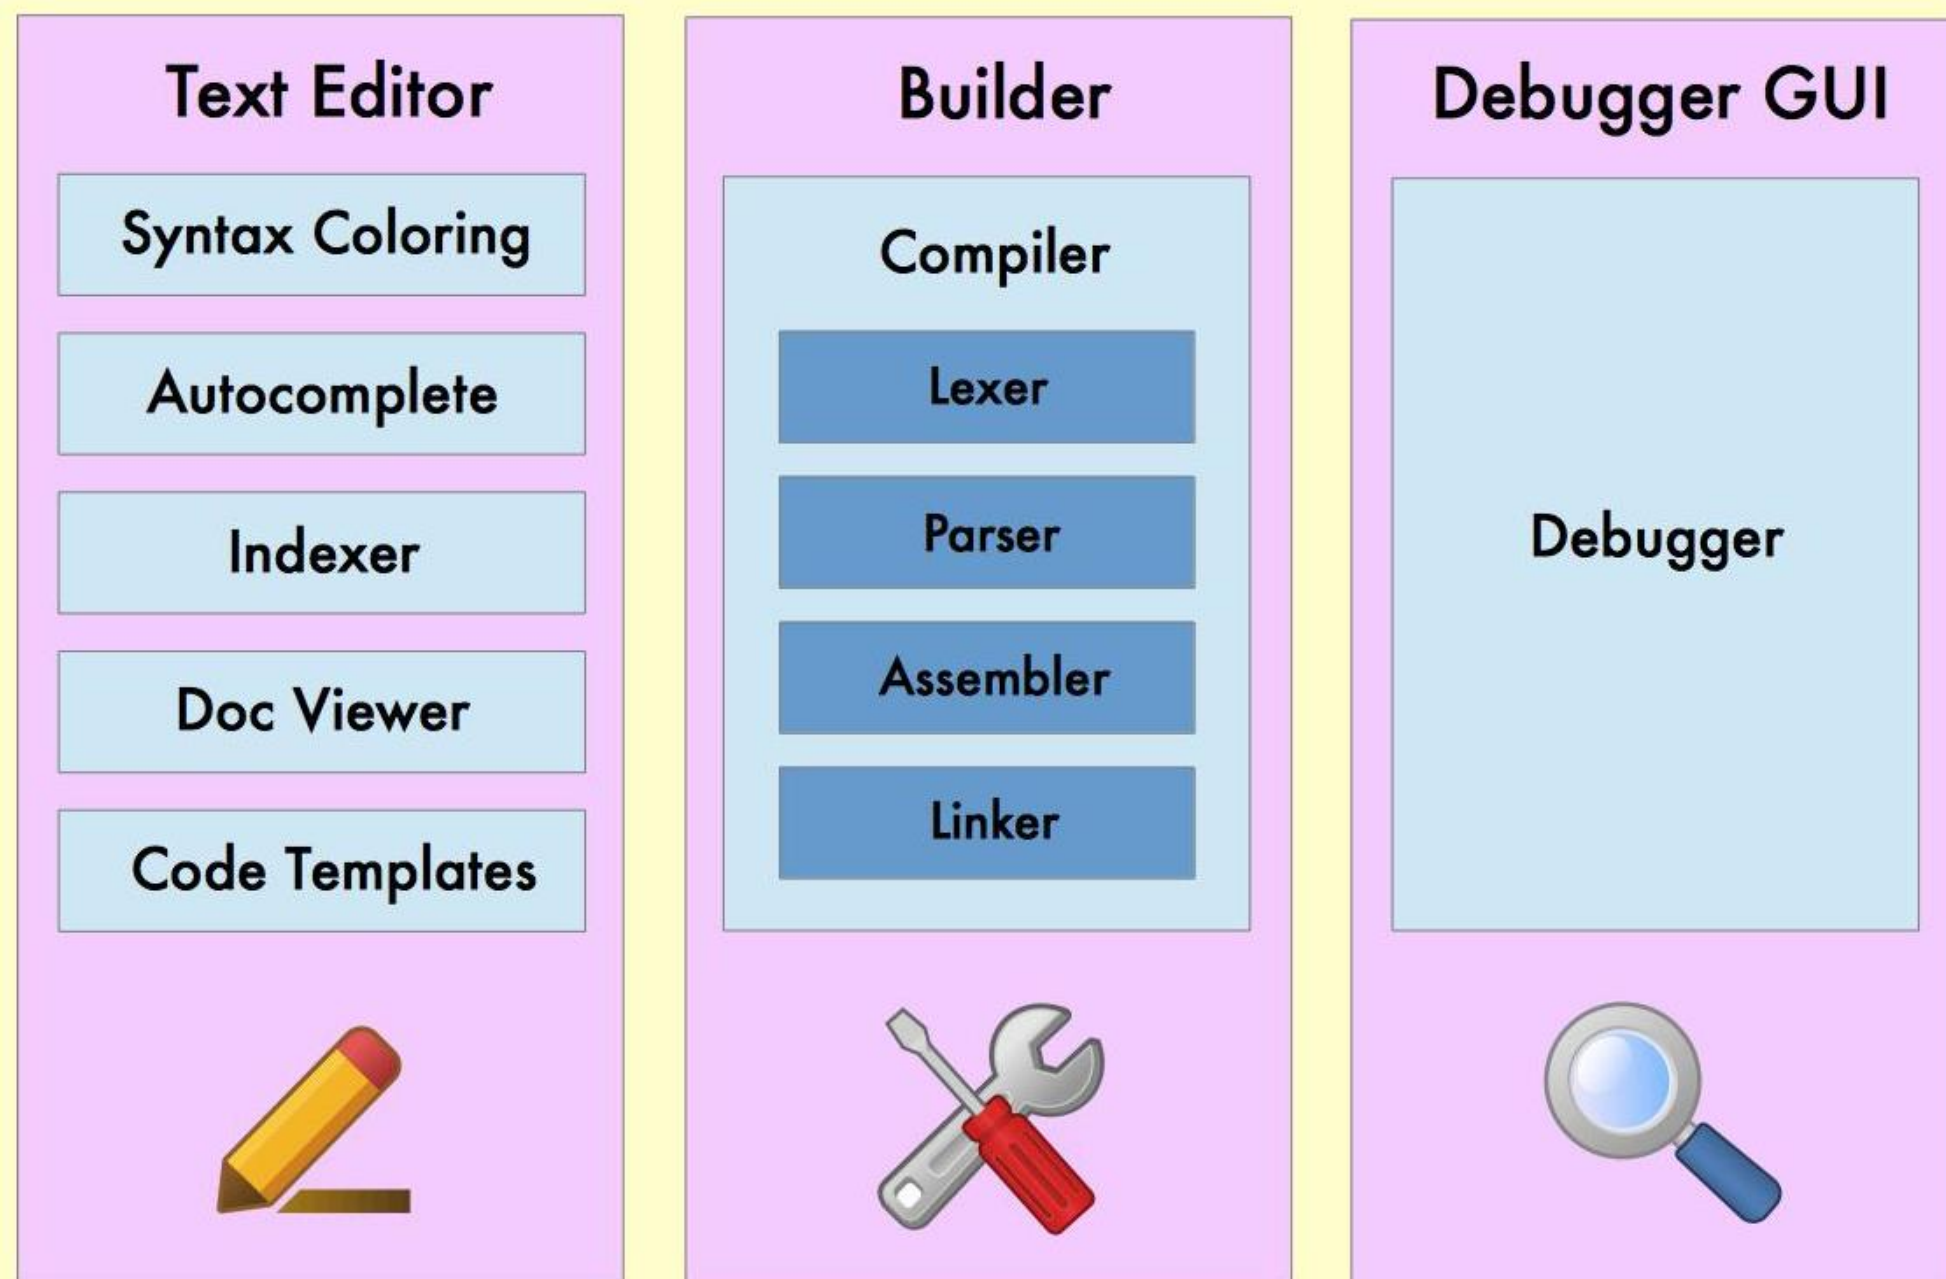 Text Editor
Syntax Coloring
Autocomplete
Indexer
Doc Viewer
Code Templates
Builder
Compiler
Lexer
Parser
Assembler
Linker
Debugger GUI
Debugger